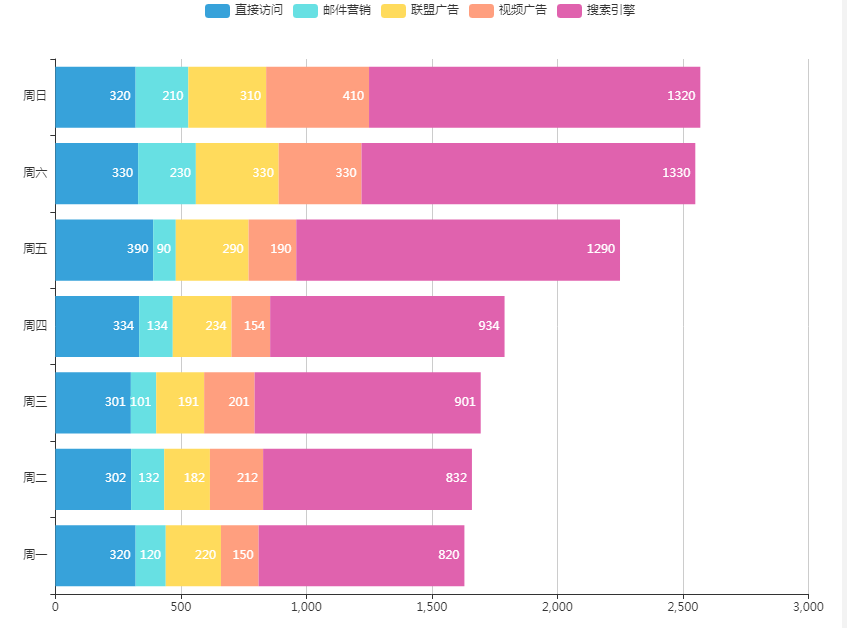 直接访问 邮件营销 联盟广告 视频广告 搜索引擎
周日 320 210 310 410 1320
周六 330 230 330 330 1330
周五 390 90 290 190 1290
周四 334 134 234 154 934
周三 301 101 191 201 901
周二 302 132 182 212 832
周一 320 120 220 150 820
0 500 1,000 1,500 2,000 2,500 3,000